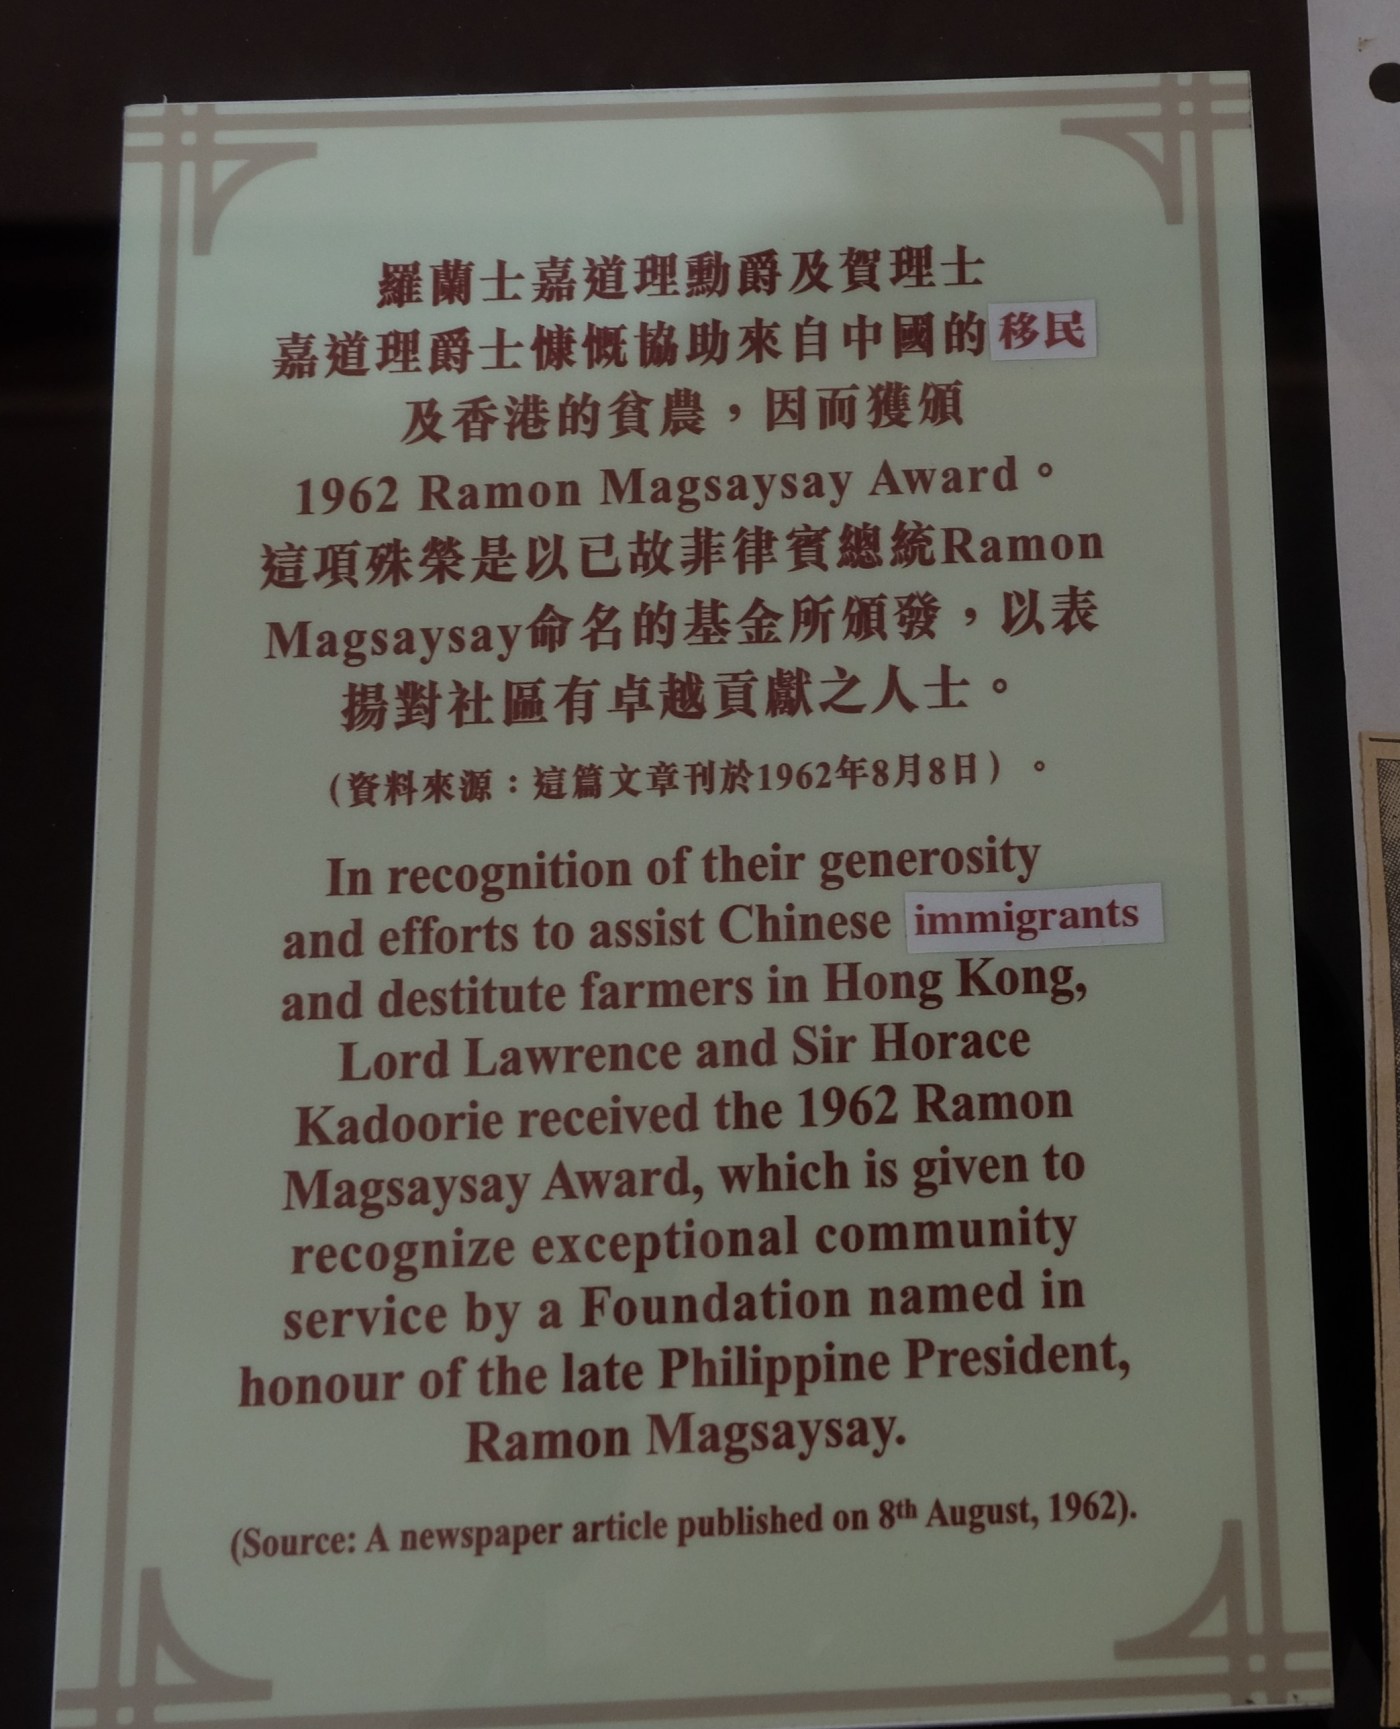 羅蘭士嘉道理勳爵及賀理士
嘉道理爵士慷慨協助來自中國的移民
及香港的貧農，因而獲頒
1962 Ramon Magsaysay Award。
這項殊榮是以已故菲律賓總統Ramon
Magsaysay命名的基金所頒發，以表
揚對社區有卓越貢獻之人士。
（資料來源：這篇文章刊於1962年8月8日）。
In recognition of their generosity
and efforts to assist Chinese immigrants
and destitute farmers in Hong Kong,
Lord Lawrence and Sir Horace
Kadoorie received the 1962 Ramon
Magsaysay Award, which is given to
recognize exceptional community
service by a Foundation named in
honour of the late Philippine President,
Ramon Magsaysay.
(Source: A newspaper article published on 8th August, 1962).